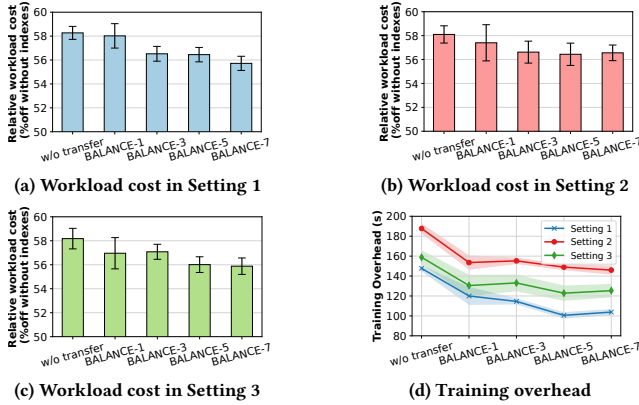 Relative workload cost
(%off without indexes)
60
58
56
54
52
50
w/o transfer
BALANCE-1
BALANCE-3
BALANCE-5
BALANCE-7
(a) Workload cost in Setting 1
Relative workload cost
(%off without indexes)
60
58
56
54
52
50
w/o transfer
BALANCE-1
BALANCE-3
BALANCE-5
BALANCE-7
(b) Workload cost in Setting 2
Relative workload cost
(%off without indexes)
60
58
56
54
52
50
w/o transfer
BALANCE-1
BALANCE-3
BALANCE-5
BALANCE-7
(c) Workload cost in Setting 3
Training Overhead (s)
200
180
160
140
120
100
80
Setting 1
Setting 2
Setting 3
w/o transfer
BALANCE-1
BALANCE-3
BALANCE-5
BALANCE-7
(d) Training overhead